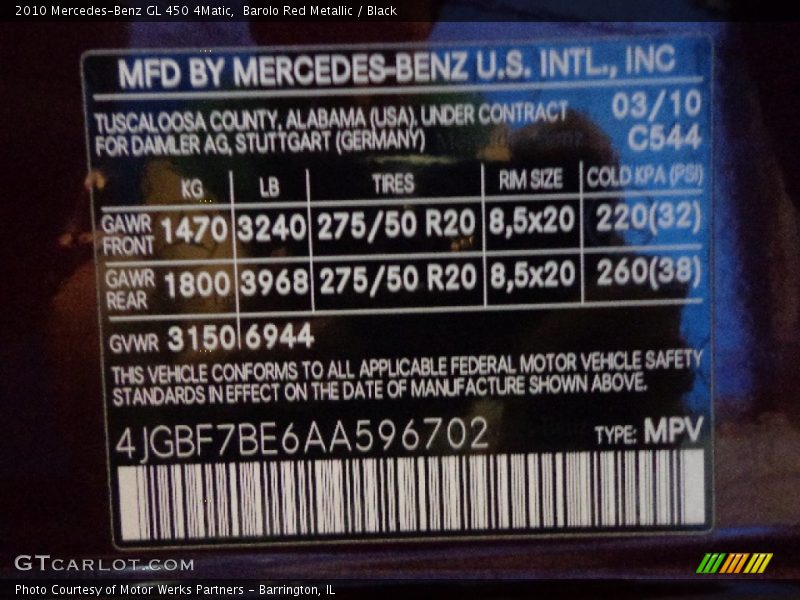 2010 Mercedes-Benz GL 450 4Matic, Barolo Red Metallic / Black
MFD BY MERCEDES-BENZ U.S. INTL., INC
TUSCALOOSA COUNTY, ALABAMA (USA), UNDER CONTRACT 03/10
FOR DAIMLER AG, STUTTGART (GERMANY) C544
KG LB TIRES RIM SIZE COLD KPA (PSI)
GAWR FRONT 1470 3240 275/50 R20 8,5x20 220(32)
GAWR REAR 1800 3968 275/50 R20 8,5x20 260(38)
GVWR 3150 6944
THIS VEHICLE CONFORMS TO ALL APPLICABLE FEDERAL MOTOR VEHICLE SAFETY
STANDARDS IN EFFECT ON THE DATE OF MANUFACTURE SHOWN ABOVE.
4JGBF7BE6AA596702 TYPE: MPV
GTCARLOT.COM
Photo Courtesy of Motor Werks Partners - Barrington, IL